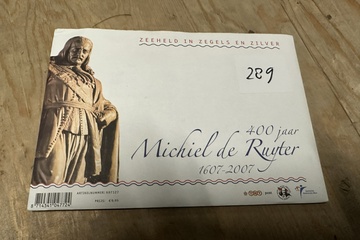 ZEEHELD IN ZEGELS EN ZILVER
289
400 jaar
Michiel de Ruyter
1607-2007